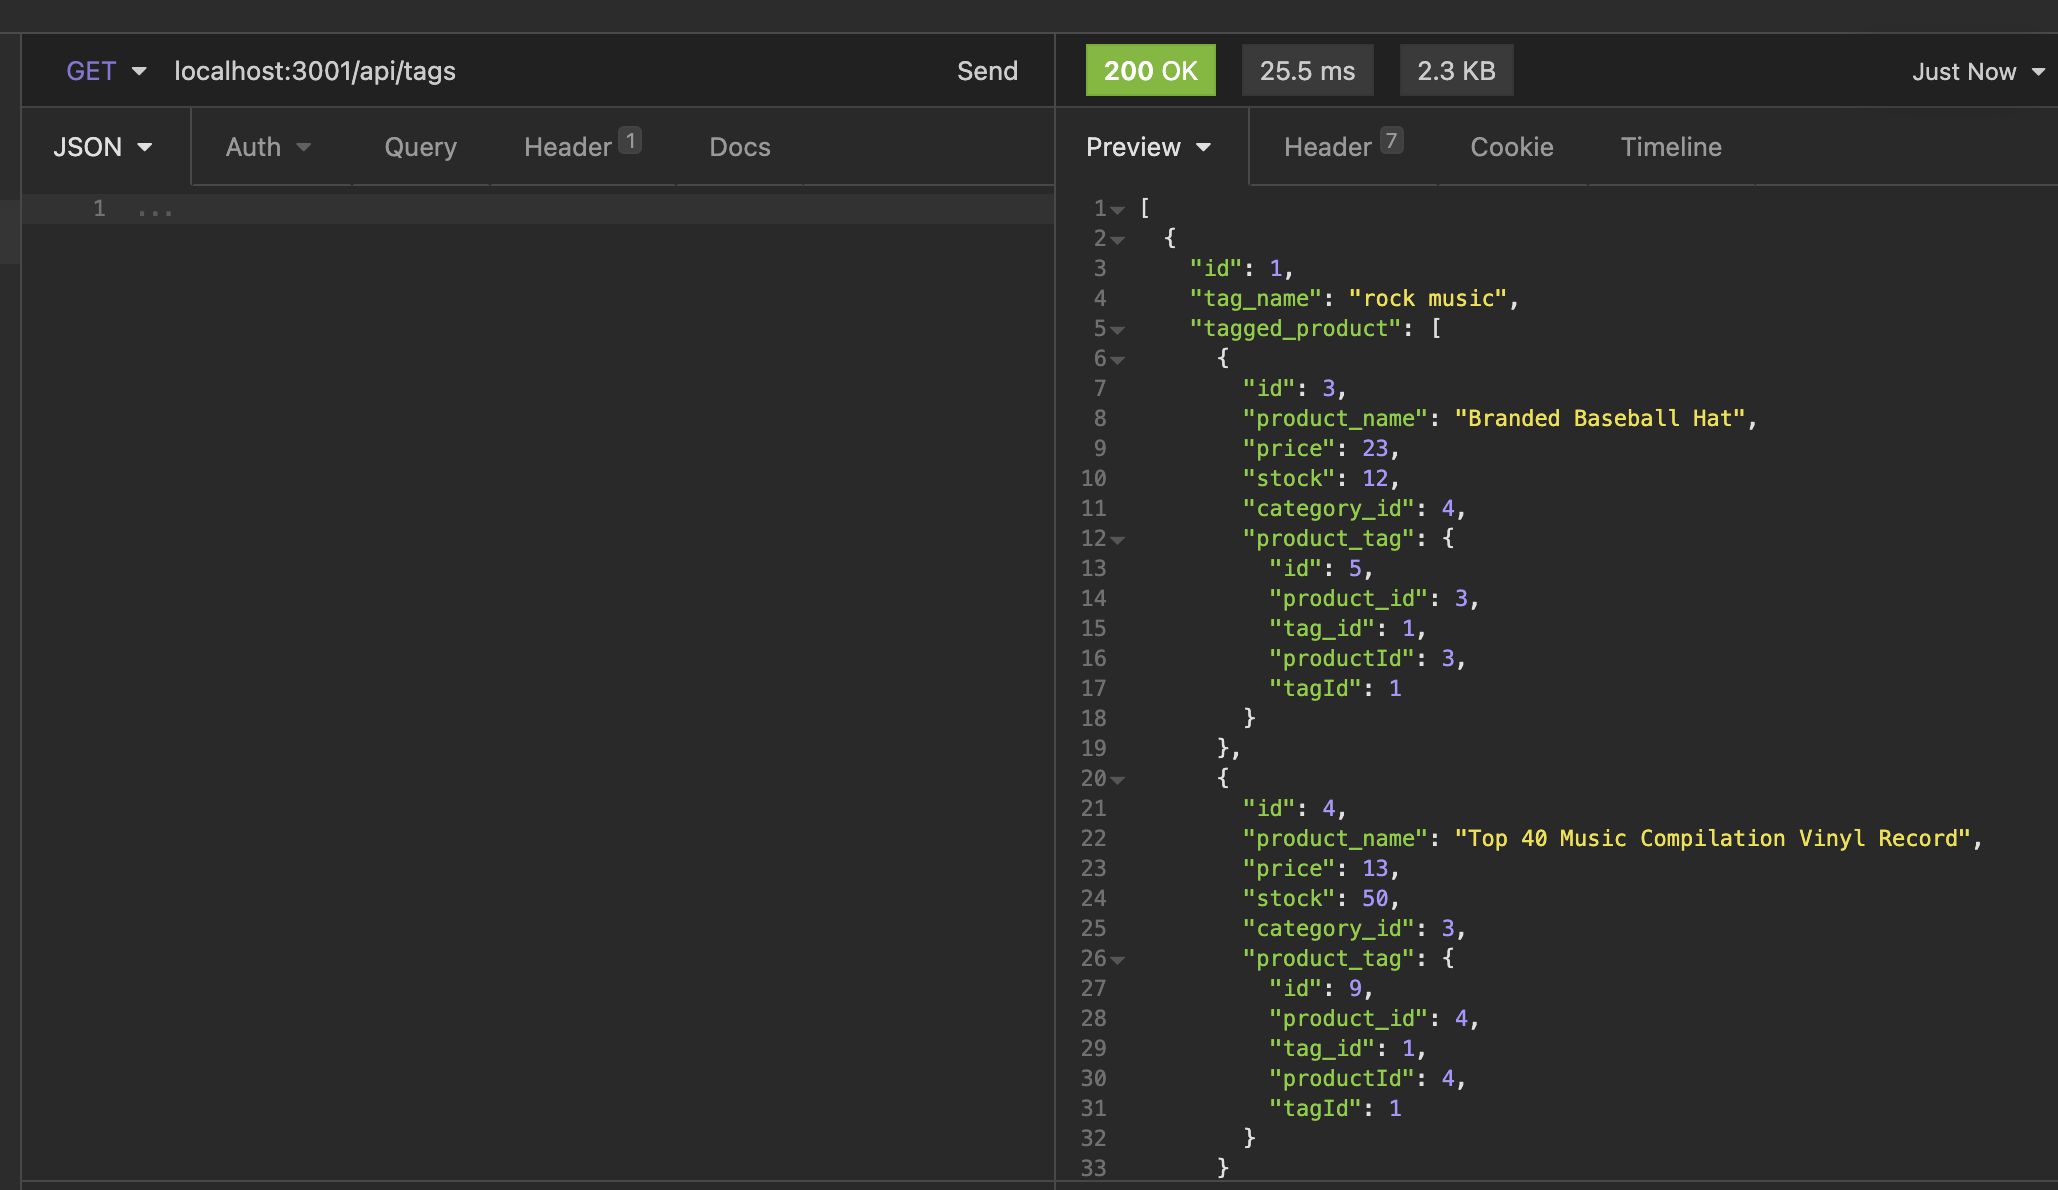 GET localhost:3001/api/tags Send
200 OK 25.5 ms 2.3 KB Just Now
JSON Auth Query Header 1 Docs
Preview Header 7 Cookie Timeline
1 ...
1 [
2 {
3 "id": 1,
4 "tag_name": "rock music",
5 "tagged_product": [
6 {
7 "id": 3,
8 "product_name": "Branded Baseball Hat",
9 "price": 23,
10 "stock": 12,
11 "category_id": 4,
12 "product_tag": {
13 "id": 5,
14 "product_id": 3,
15 "tag_id": 1,
16 "productId": 3,
17 "tagId": 1
18 }
19 },
20 {
21 "id": 4,
22 "product_name": "Top 40 Music Compilation Vinyl Record",
23 "price": 13,
24 "stock": 50,
25 "category_id": 3,
26 "product_tag": {
27 "id": 9,
28 "product_id": 4,
29 "tag_id": 1,
30 "productId": 4,
31 "tagId": 1
32 }
33 }